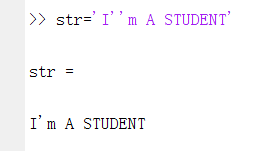 >> str='I''m A STUDENT'
str =
I'm A STUDENT